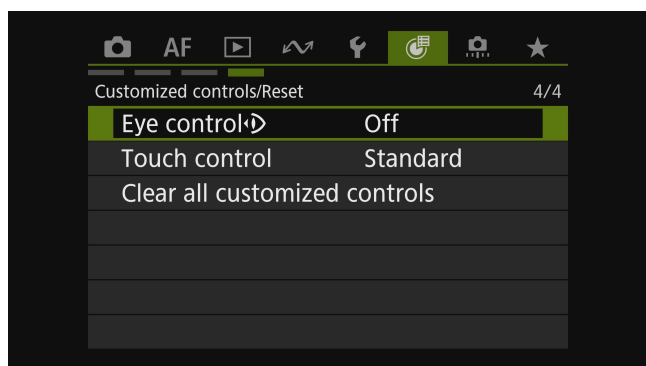 AF
Customized controls/Reset 4/4
Eye control Off
Touch control Standard
Clear all customized controls